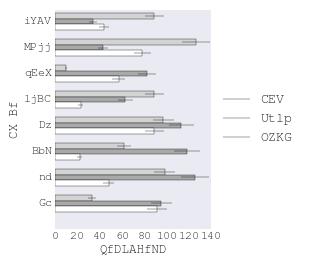 iYAV
MPjj
qEeX
ljBC
Dz
BbN
nd
Gc
CX Bf
0 20 40 60 80 100 120 140
QfDLAHfND
CEV
Utlp
OZKG